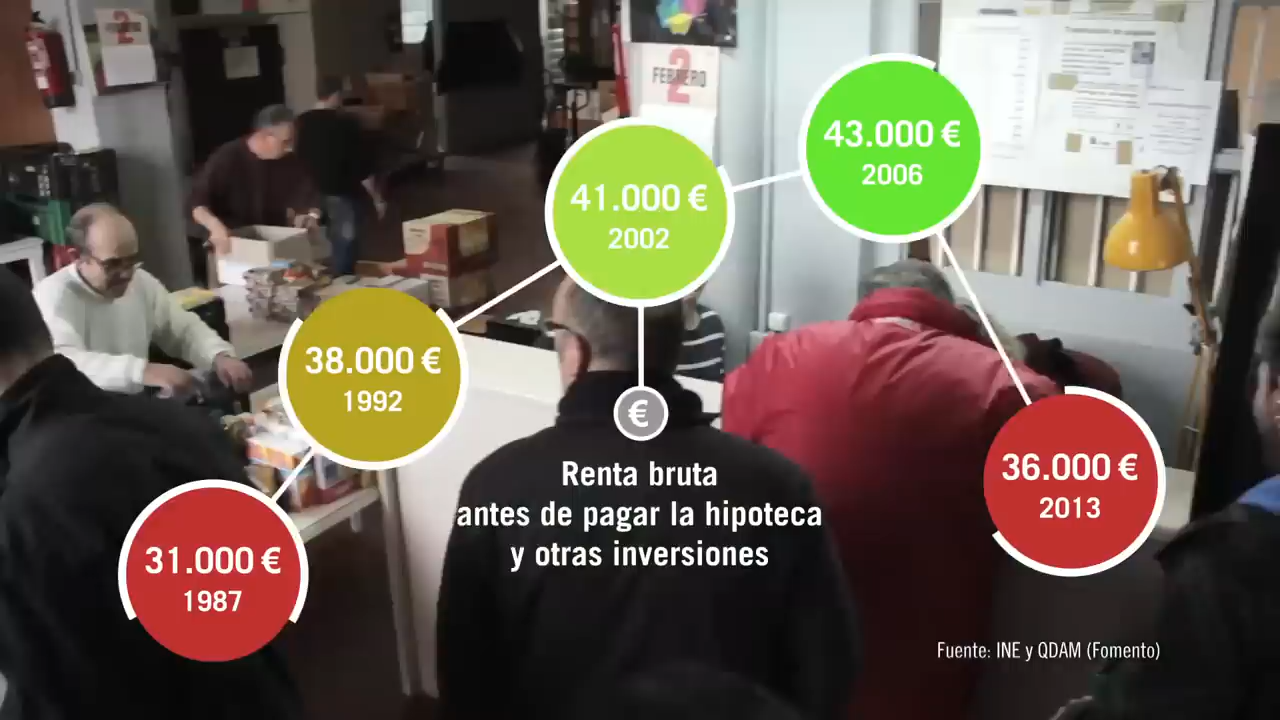 2
FEBRERO
2
43.000 €
2006
41.000 €
2002
38.000 €
1992
€
36.000 €
2013
Renta bruta
antes de pagar la hipoteca
y otras inversiones
31.000 €
1987
Fuente: INE y QDAM (Fomento)